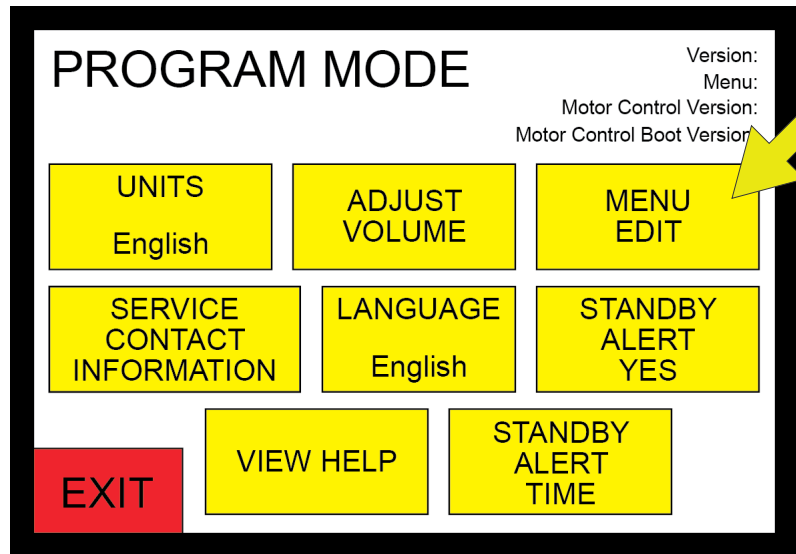 PROGRAM MODE
Version:
Menu:
Motor Control Version:
Motor Control Boot Version
UNITS
English
ADJUST
VOLUME
MENU
EDIT
SERVICE
CONTACT
INFORMATION
LANGUAGE
English
STANDBY
ALERT
YES
VIEW HELP
STANDBY
ALERT
TIME
EXIT